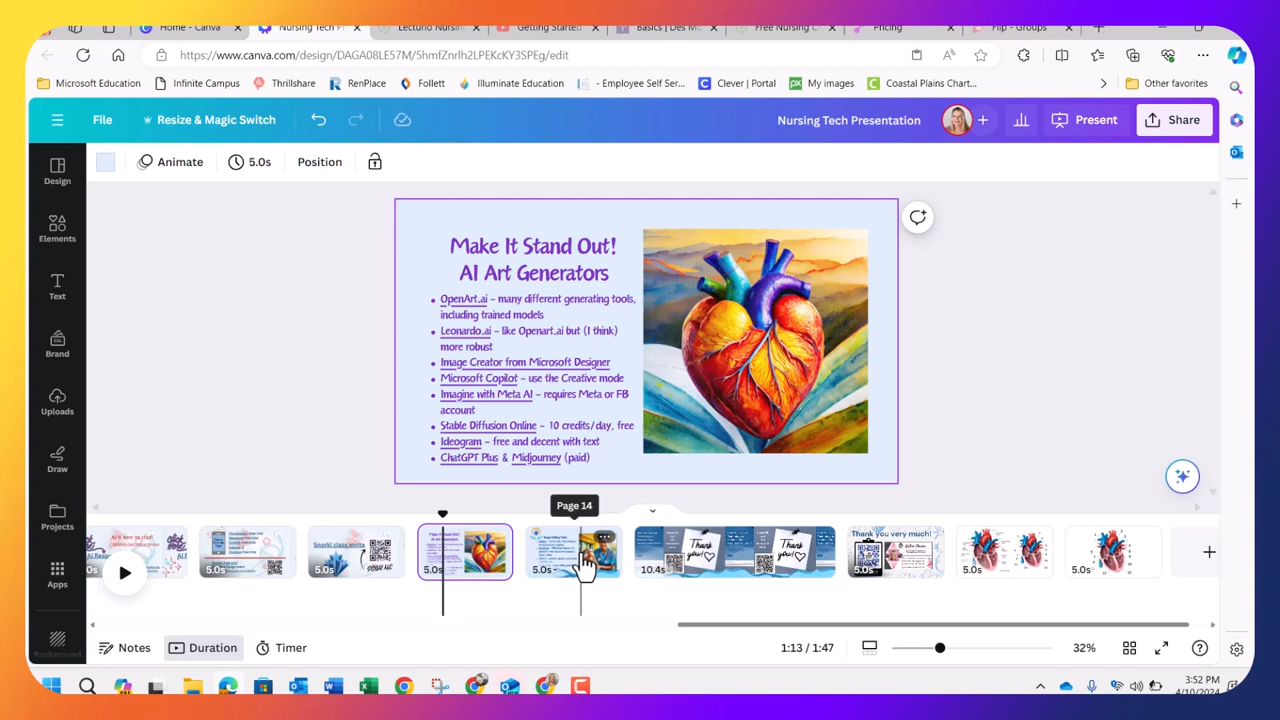 Home - Canva
Nursing Tech P
Lecturio Nursin
Getting Started
Basics | Des Mo
Free Nursing C
Pricing
Flip - Groups
https://www.canva.com/design/DAGA08LE57M/5hmfZnrlh2LPEKcKY3SPEg/edit
Microsoft Education
Infinite Campus
Thrillshare
RenPlace
Follett
Illuminate Education
- Employee Self Ser...
Clever | Portal
My images
Coastal Plains Chart...
Other favorites
File
Resize & Magic Switch
Nursing Tech Presentation
Present
Share
Animate
5.0s
Position
Design
Elements
Text
Brand
Uploads
Draw
Projects
Apps
Background
Make It Stand Out!
AI Art Generators
• OpenArt.ai – many different generating tools,
including trained models
• Leonardo.ai – like Openart.ai but (I think)
more robust
• Image Creator from Microsoft Designer
• Microsoft Copilot – use the Creative mode
• Imagine with Meta AI – requires Meta or FB
account
• Stable Diffusion Online – 10 credits/day, free
• Ideogram – free and decent with text
• ChatGPT Plus & Midjourney (paid)
Page 14
5.0s
Snorkl class invite
5.0s
5.0s
5.0s
Thank you!
Thank you!
10.4s
Thank you very much!
5.0s
5.0s
5.0s
Notes
Duration
Timer
1:13 / 1:47
32%
3:52 PM
4/10/2024